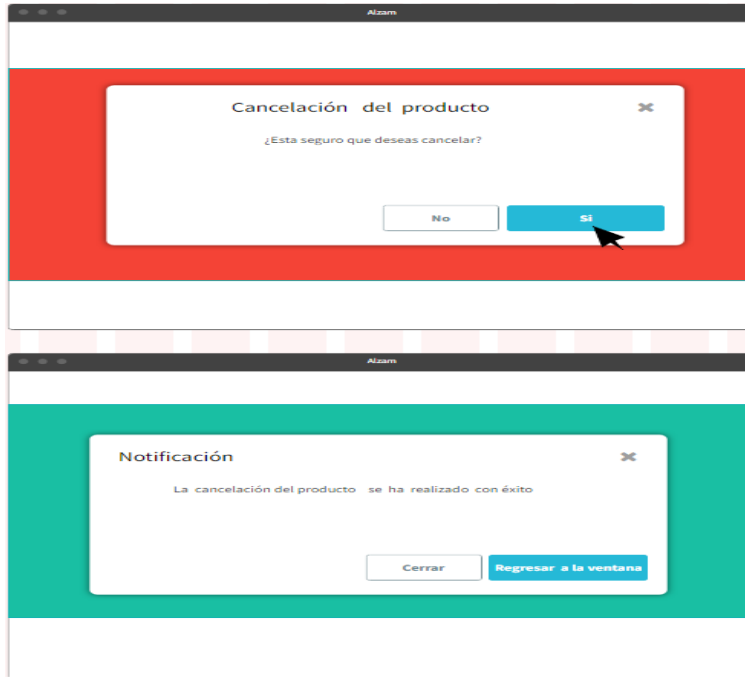 Alzam
Cancelación del producto
¿Esta seguro que deseas cancelar?
No
Si
Alzam
Notificación
La cancelación del producto se ha realizado con éxito
Cerrar
Regresar a la ventana